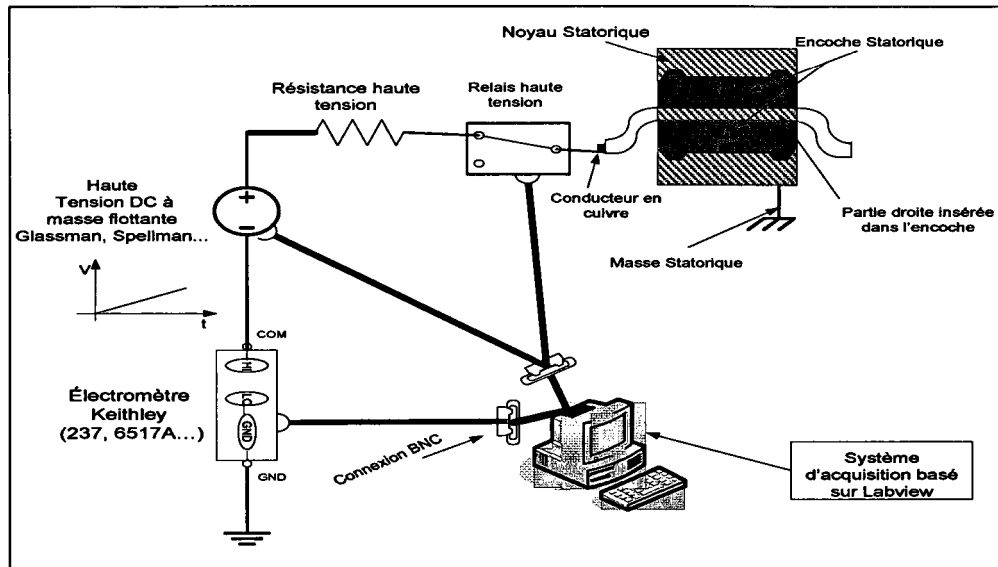 Noyau Statorique
Encoche Statorique
Résistance haute
tension
Relais haute
tension
Haute
Tension DC à
masse flottante
Glassman, Spellman...
+
−
Conducteur en
cuivre
Partie droite insérée
dans l'encoche
Masse Statorique
V
t
COM
HI
LO
GND
Électromètre
Keithley
(237, 6517A...)
GND
Connexion BNC
Système
d'acquisition basé
sur Labview